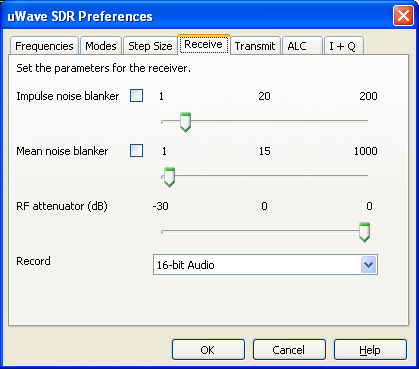 uWave SDR Preferences
Frequencies Modes Step Size Receive Transmit ALC I + Q
Set the parameters for the receiver.
Impulse noise blanker 1 20 200
Mean noise blanker 1 15 1000
RF attenuator (dB) -30 0 0
Record 16-bit Audio
OK Cancel Help